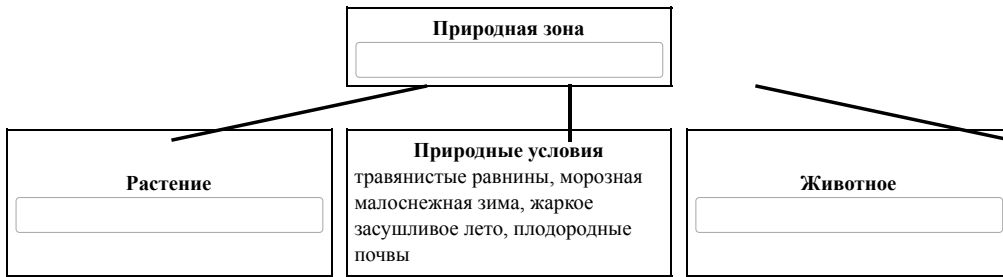 Природная зона
Растение
Природные условия
травянистые равнины, морозная
малоснежная зима, жаркое
засушливое лето, плодородные
почвы
Животное